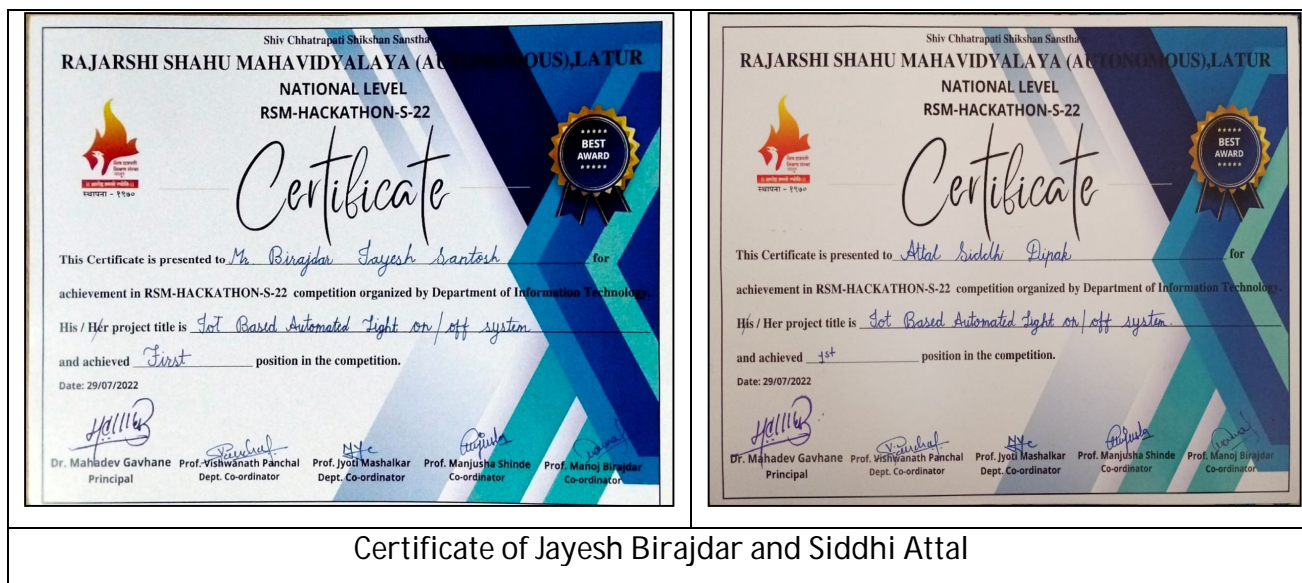 Shiv Chhatrapati Shikshan Sanstha
RAJARSHI SHAHU MAHAVIDYALAYA (AUTONOMOUS),LATUR
NATIONAL LEVEL
RSM-HACKATHON-S-22
Certificate
BEST
AWARD
स्थापना - १९७०
This Certificate is presented to Mr. Birajdar Jayesh Santosh for
achievement in RSM-HACKATHON-S-22 competition organized by Department of Information Technology.
His / Her project title is Iot Based Automated Light on/off system
and achieved First position in the competition.
Date: 29/07/2022
Dr. Mahadev Gavhane
Principal
Prof. Vishwanath Panchal
Dept. Co-ordinator
Prof. Jyoti Mashalkar
Dept. Co-ordinator
Prof. Manjusha Shinde
Co-ordinator
Prof. Manoj Birajdar
Co-ordinator
Shiv Chhatrapati Shikshan Sanstha
RAJARSHI SHAHU MAHAVIDYALAYA (AUTONOMOUS),LATUR
NATIONAL LEVEL
RSM-HACKATHON-S-22
Certificate
BEST
AWARD
स्थापना - १९७०
This Certificate is presented to Attal Siddhi Dipak for
achievement in RSM-HACKATHON-S-22 competition organized by Department of Information Technology.
His / Her project title is Iot Based Automated Light on/off system.
and achieved 1st position in the competition.
Date: 29/07/2022
Dr. Mahadev Gavhane
Principal
Prof. Vishwanath Panchal
Dept. Co-ordinator
Prof. Jyoti Mashalkar
Dept. Co-ordinator
Prof. Manjusha Shinde
Co-ordinator
Prof. Manoj Birajdar
Co-ordinator
Certificate of Jayesh Birajdar and Siddhi Attal